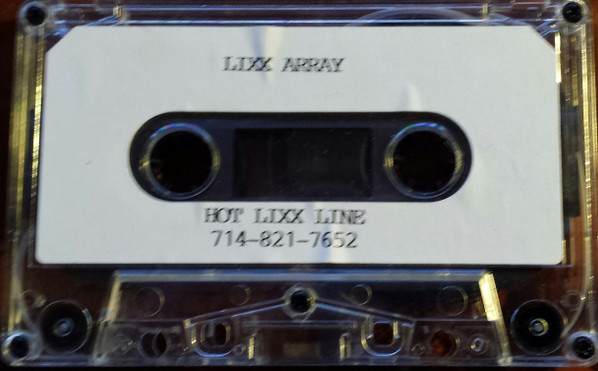 LIXX ARRAY
HOT LIXX LINE
714-821-7652